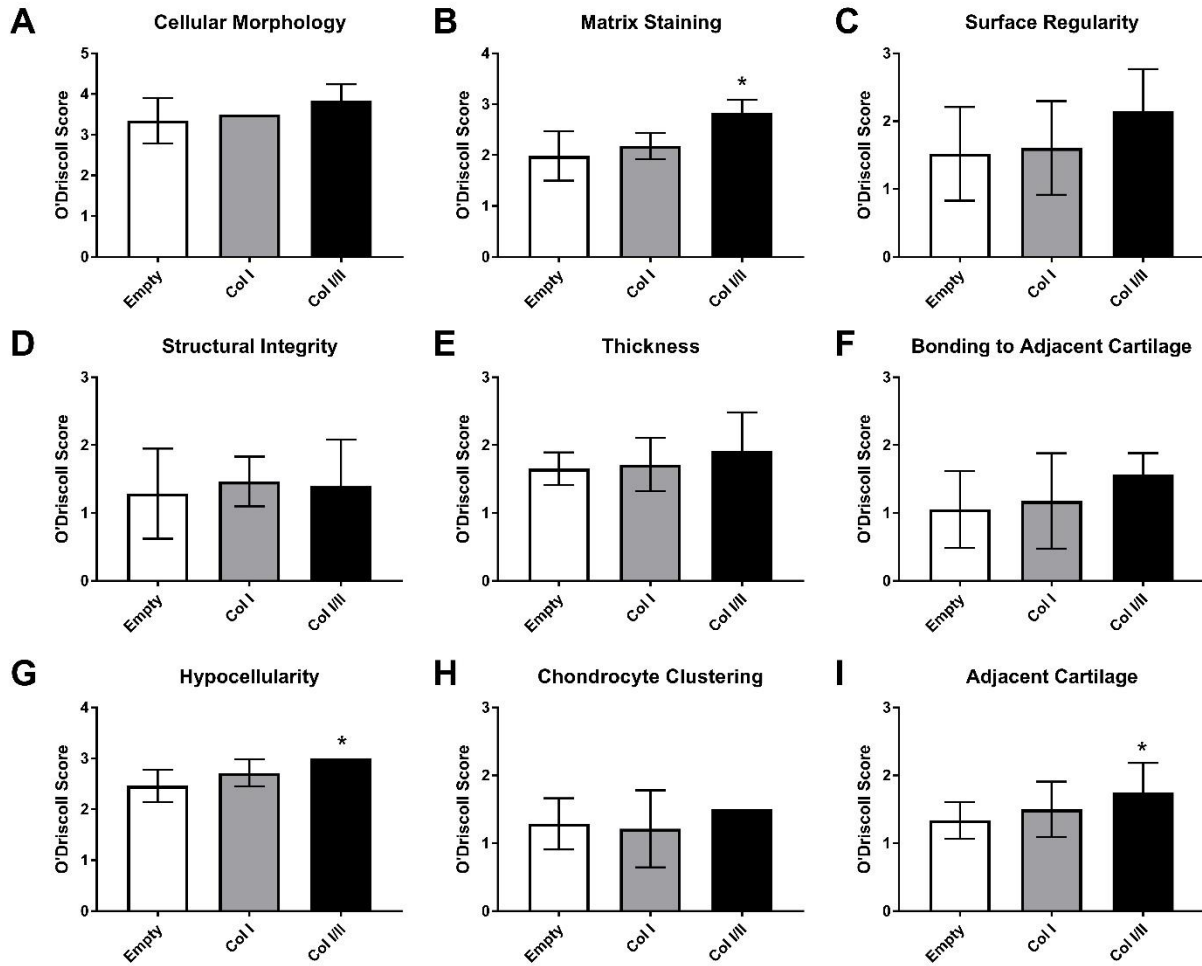 A
Cellular Morphology
O'Driscoll Score
5
4
3
2
1
0
Empty
Col I
Col I/II
B
Matrix Staining
O'Driscoll Score
4
3
2
1
0
*
Empty
Col I
Col I/II
C
Surface Regularity
O'Driscoll Score
3
2
1
0
Empty
Col I
Col I/II
D
Structural Integrity
O'Driscoll Score
3
2
1
0
Empty
Col I
Col I/II
E
Thickness
O'Driscoll Score
3
2
1
0
Empty
Col I
Col I/II
F
Bonding to Adjacent Cartilage
O'Driscoll Score
3
2
1
0
Empty
Col I
Col I/II
G
Hypocellularity
O'Driscoll Score
4
3
2
1
0
*
Empty
Col I
Col I/II
H
Chondrocyte Clustering
O'Driscoll Score
3
2
1
0
Empty
Col I
Col I/II
I
Adjacent Cartilage
O'Driscoll Score
3
2
1
0
*
Empty
Col I
Col I/II